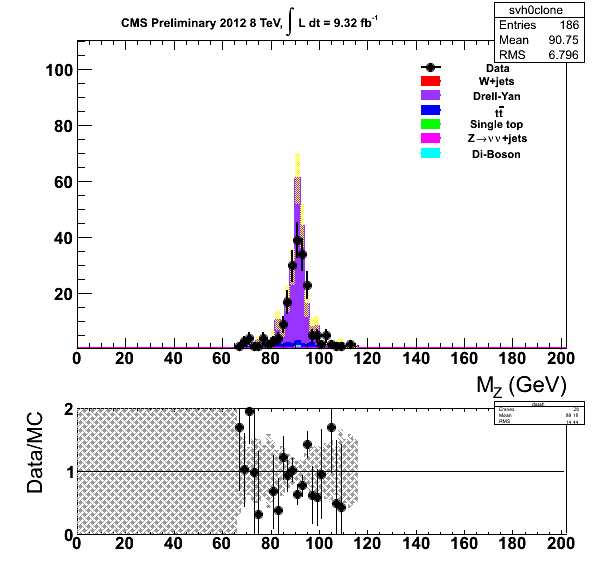 CMS Preliminary 2012 8 TeV, ∫ L dt = 9.32 fb⁻¹
svh0clone
Entries 186
Mean 90.75
RMS 6.796
Data
W+jets
Drell-Yan
tt̅
Single top
Z→νν+jets
Di-Boson
100
80
60
40
20
0 20 40 60 80 100 120 140 160 180 200
M_Z (GeV)
Entries
Mean
RMS
Data/MC
2
1
0
0 20 40 60 80 100 120 140 160 180 200